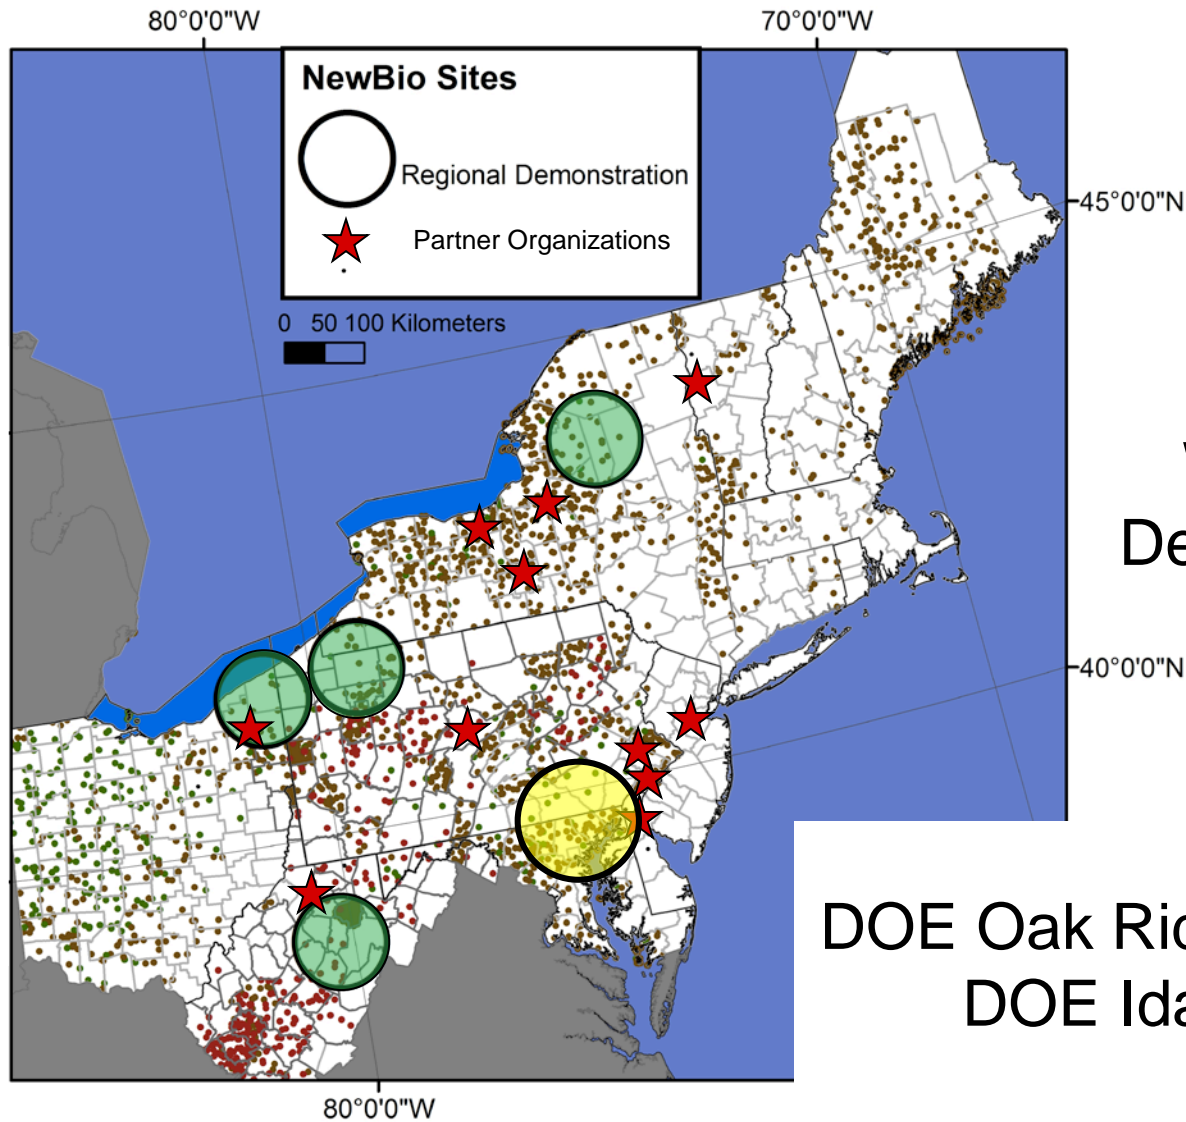 80°0'0"W
70°0'0"W
NewBio Sites
Regional Demonstration
Partner Organizations
45°0'0"N
0 50 100 Kilometers
De
40°0'0"N
DOE Oak Ri
DOE Ida
80°0'0"W